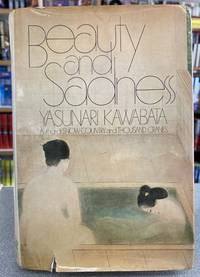 Beauty
and
Sadness
YASUNARI KAWABATA
Author of SNOW COUNTRY and THOUSAND CRANES